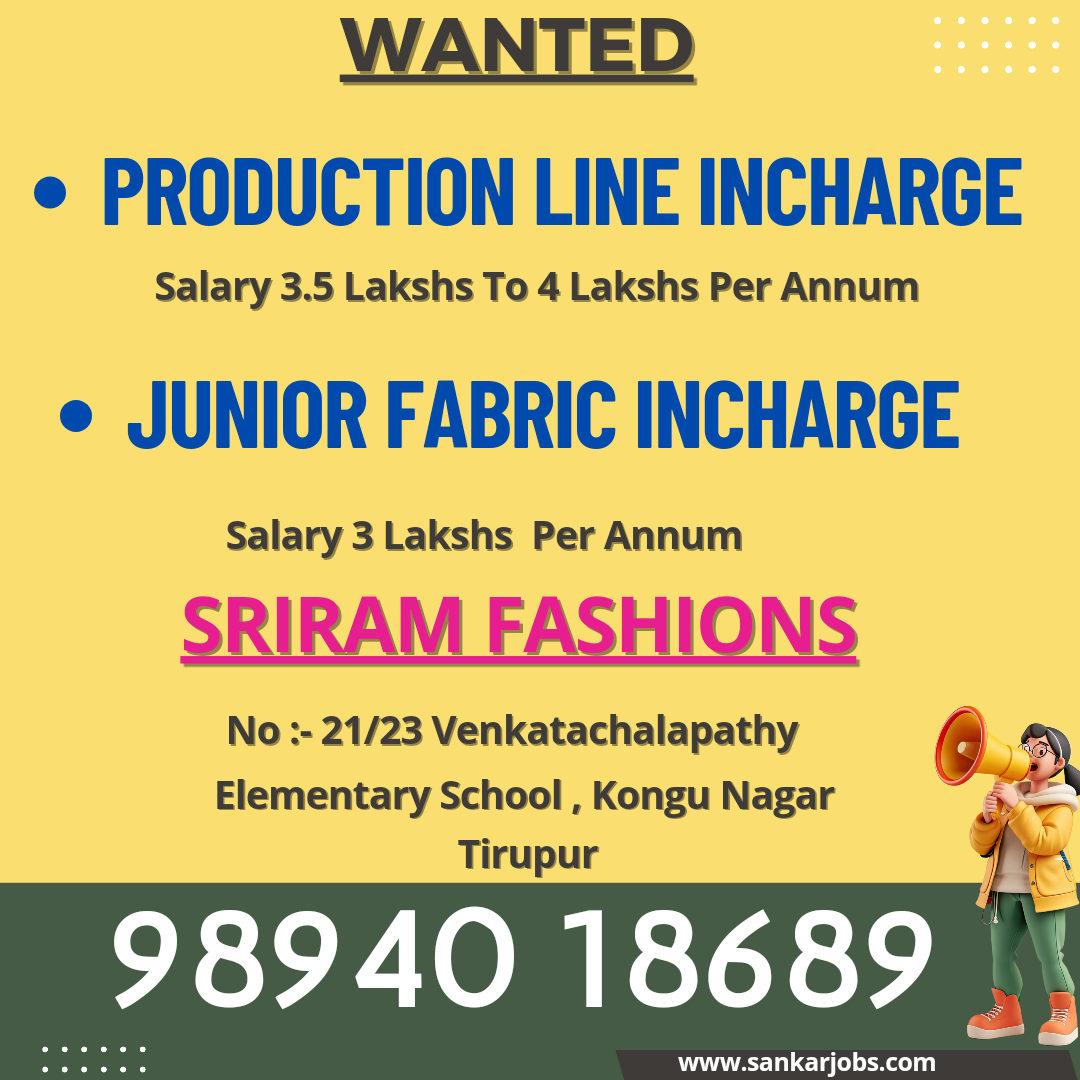 WANTED
• PRODUCTION LINE INCHARGE
Salary 3.5 Lakshs To 4 Lakshs Per Annum
• JUNIOR FABRIC INCHARGE
Salary 3 Lakshs  Per Annum
SRIRAM FASHIONS
No :- 21/23 Venkatachalapathy
Elementary School , Kongu Nagar
Tirupur
98940 18689
www.sankarjobs.com